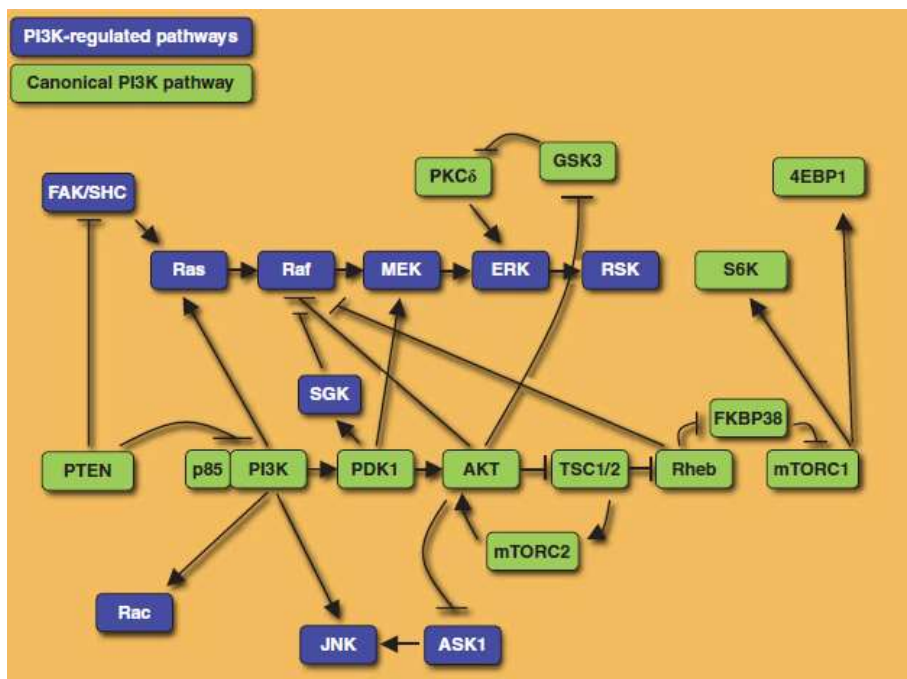 PI3K-regulated pathways
Canonical PI3K pathway
GSK3
PKCδ
4EBP1
FAK/SHC
Ras
Raf
MEK
ERK
RSK
S6K
SGK
FKBP38
PTEN
p85
PI3K
PDK1
AKT
TSC1/2
Rheb
mTORC1
mTORC2
Rac
JNK
ASK1